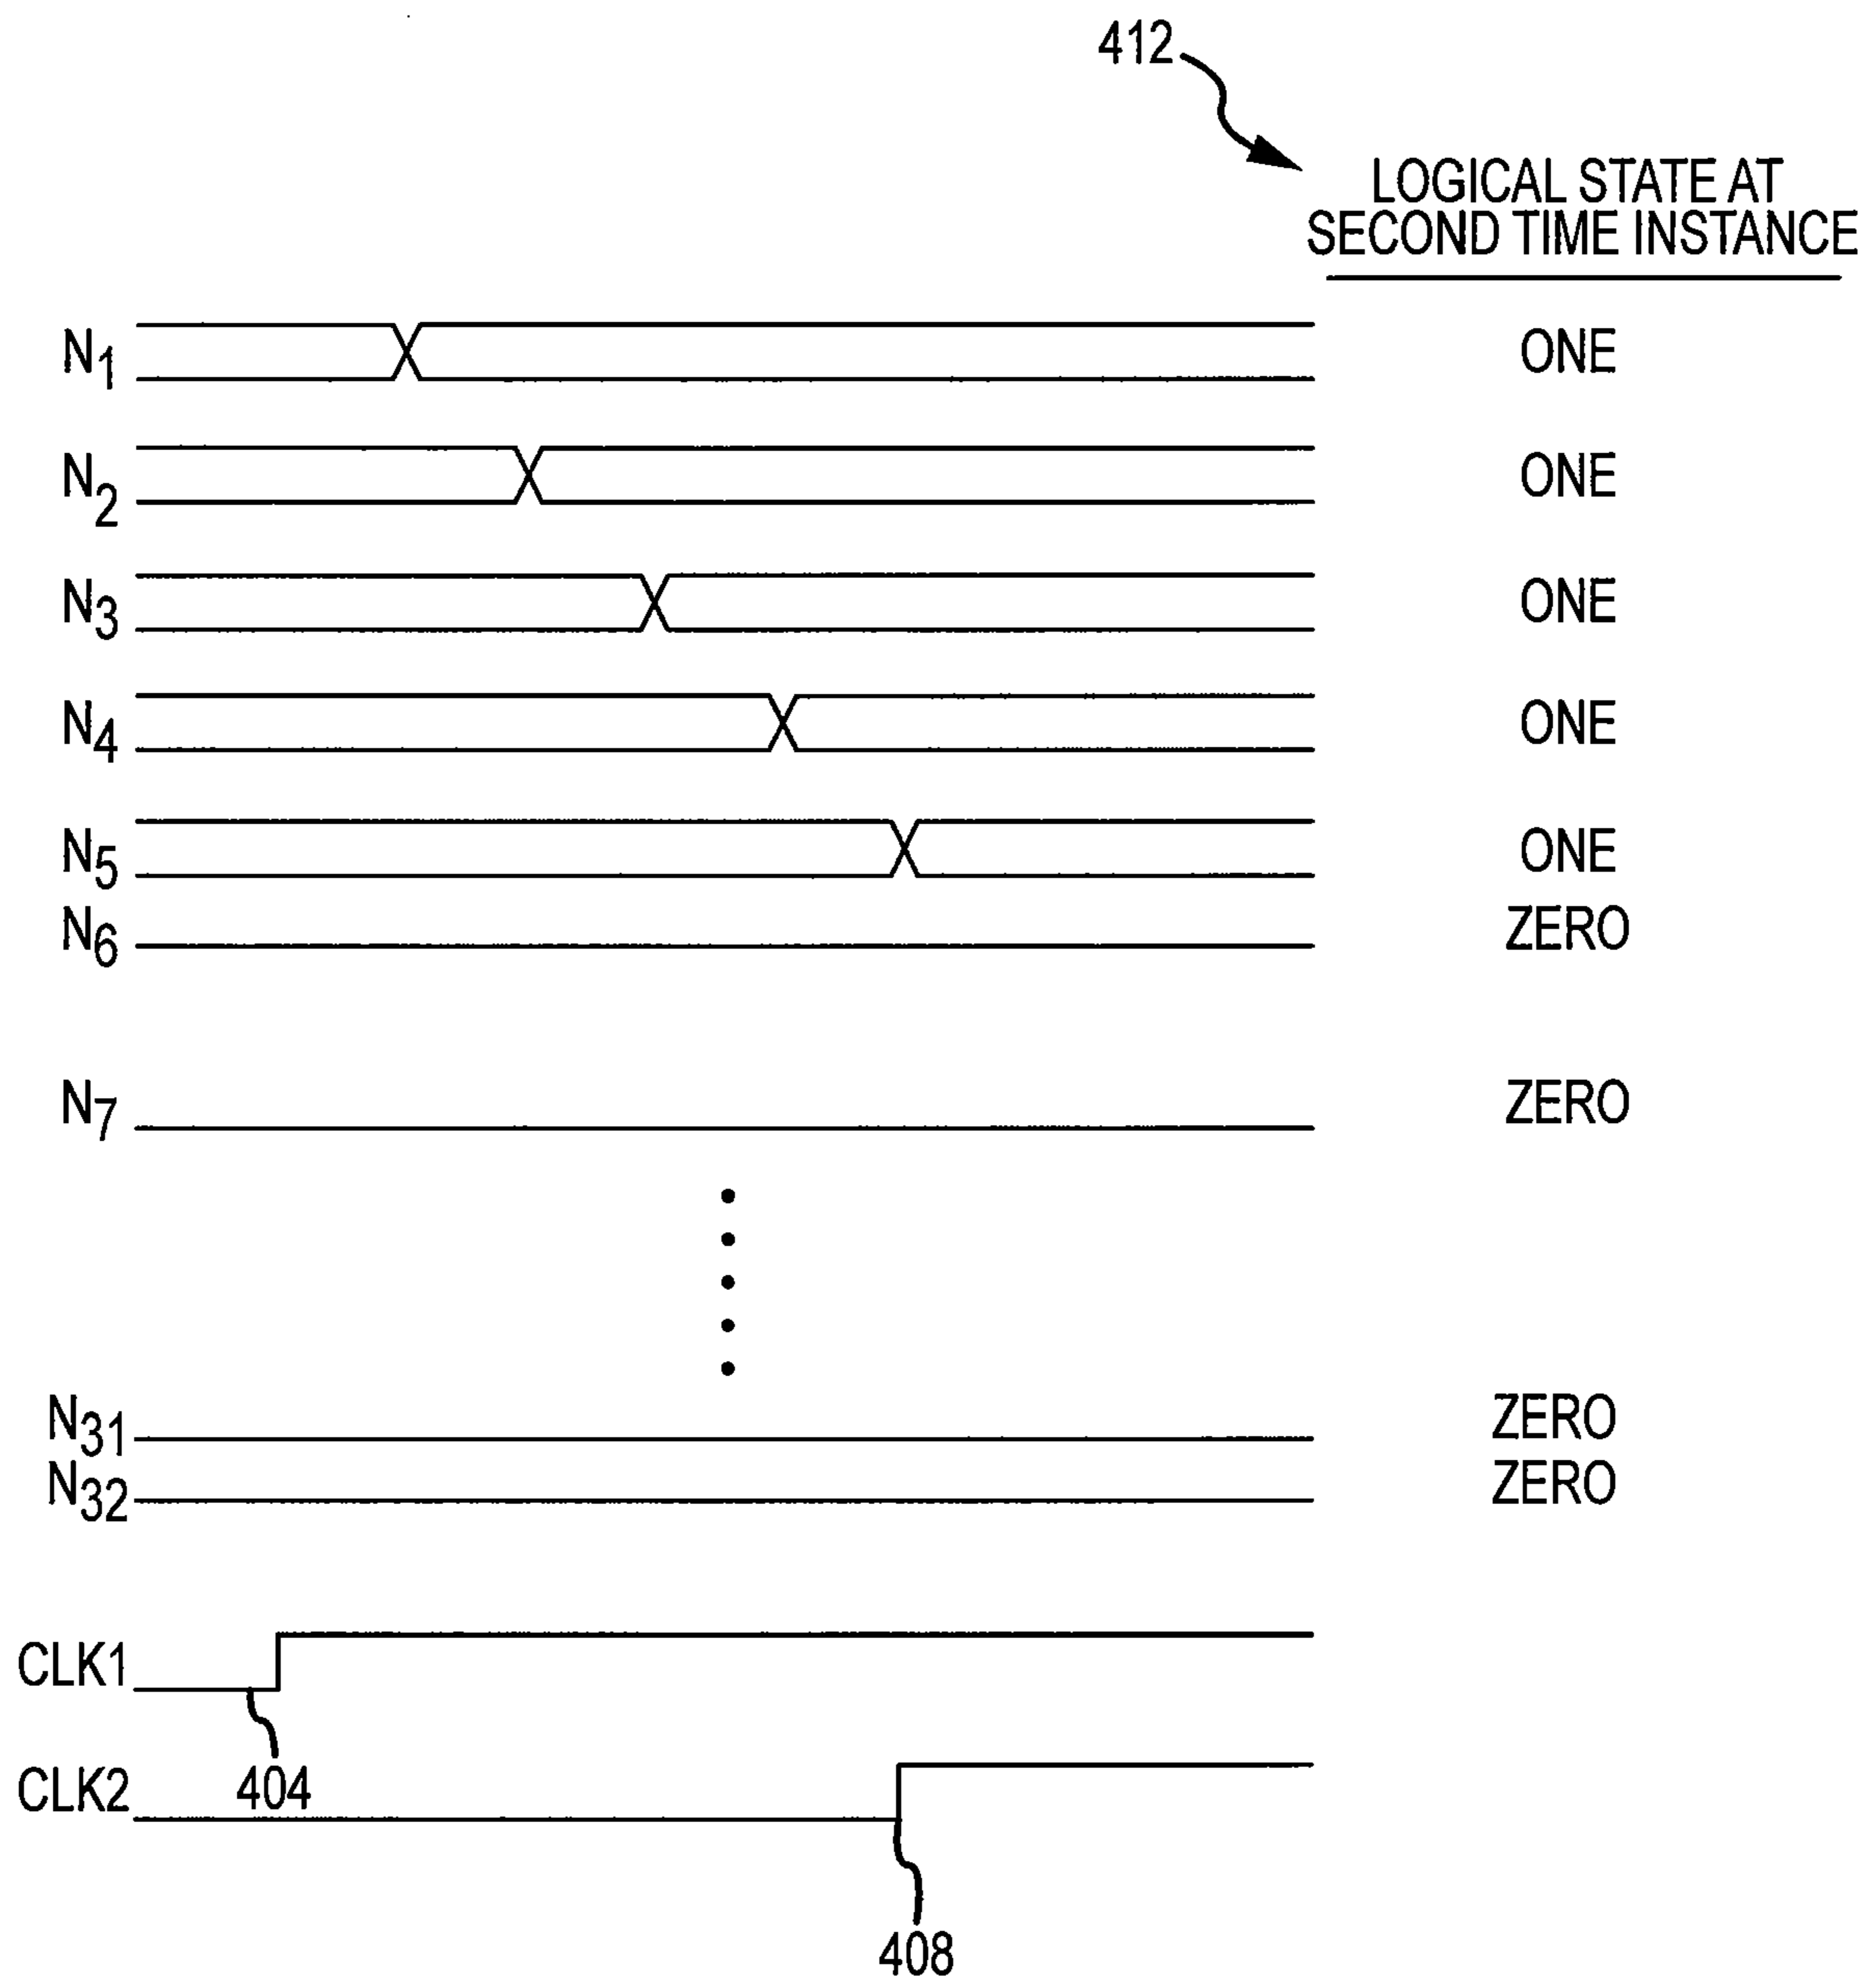 412
LOGICAL STATE AT
SECOND TIME INSTANCE
N1 ONE
N2 ONE
N3 ONE
N4 ONE
N5 ONE
N6 ZERO
N7 ZERO
N31 ZERO
N32 ZERO
CLK1
404
CLK2
408